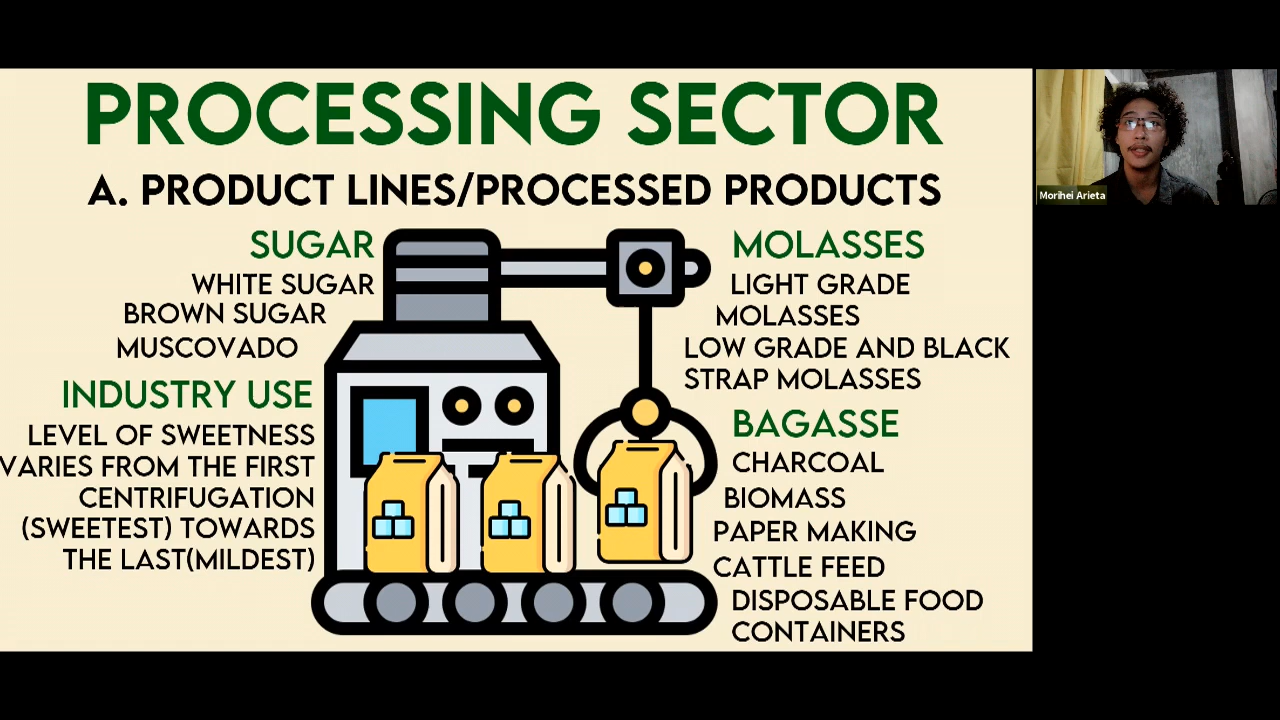 PROCESSING SECTOR
A. PRODUCT LINES/PROCESSED PRODUCTS
SUGAR
WHITE SUGAR
BROWN SUGAR
MUSCOVADO
INDUSTRY USE
LEVEL OF SWEETNESS
VARIES FROM THE FIRST
CENTRIFUGATION
(SWEETEST) TOWARDS
THE LAST(MILDEST)
MOLASSES
LIGHT GRADE
MOLASSES
LOW GRADE AND BLACK
STRAP MOLASSES
BAGASSE
CHARCOAL
BIOMASS
PAPER MAKING
CATTLE FEED
DISPOSABLE FOOD
CONTAINERS
Morihei Arieta